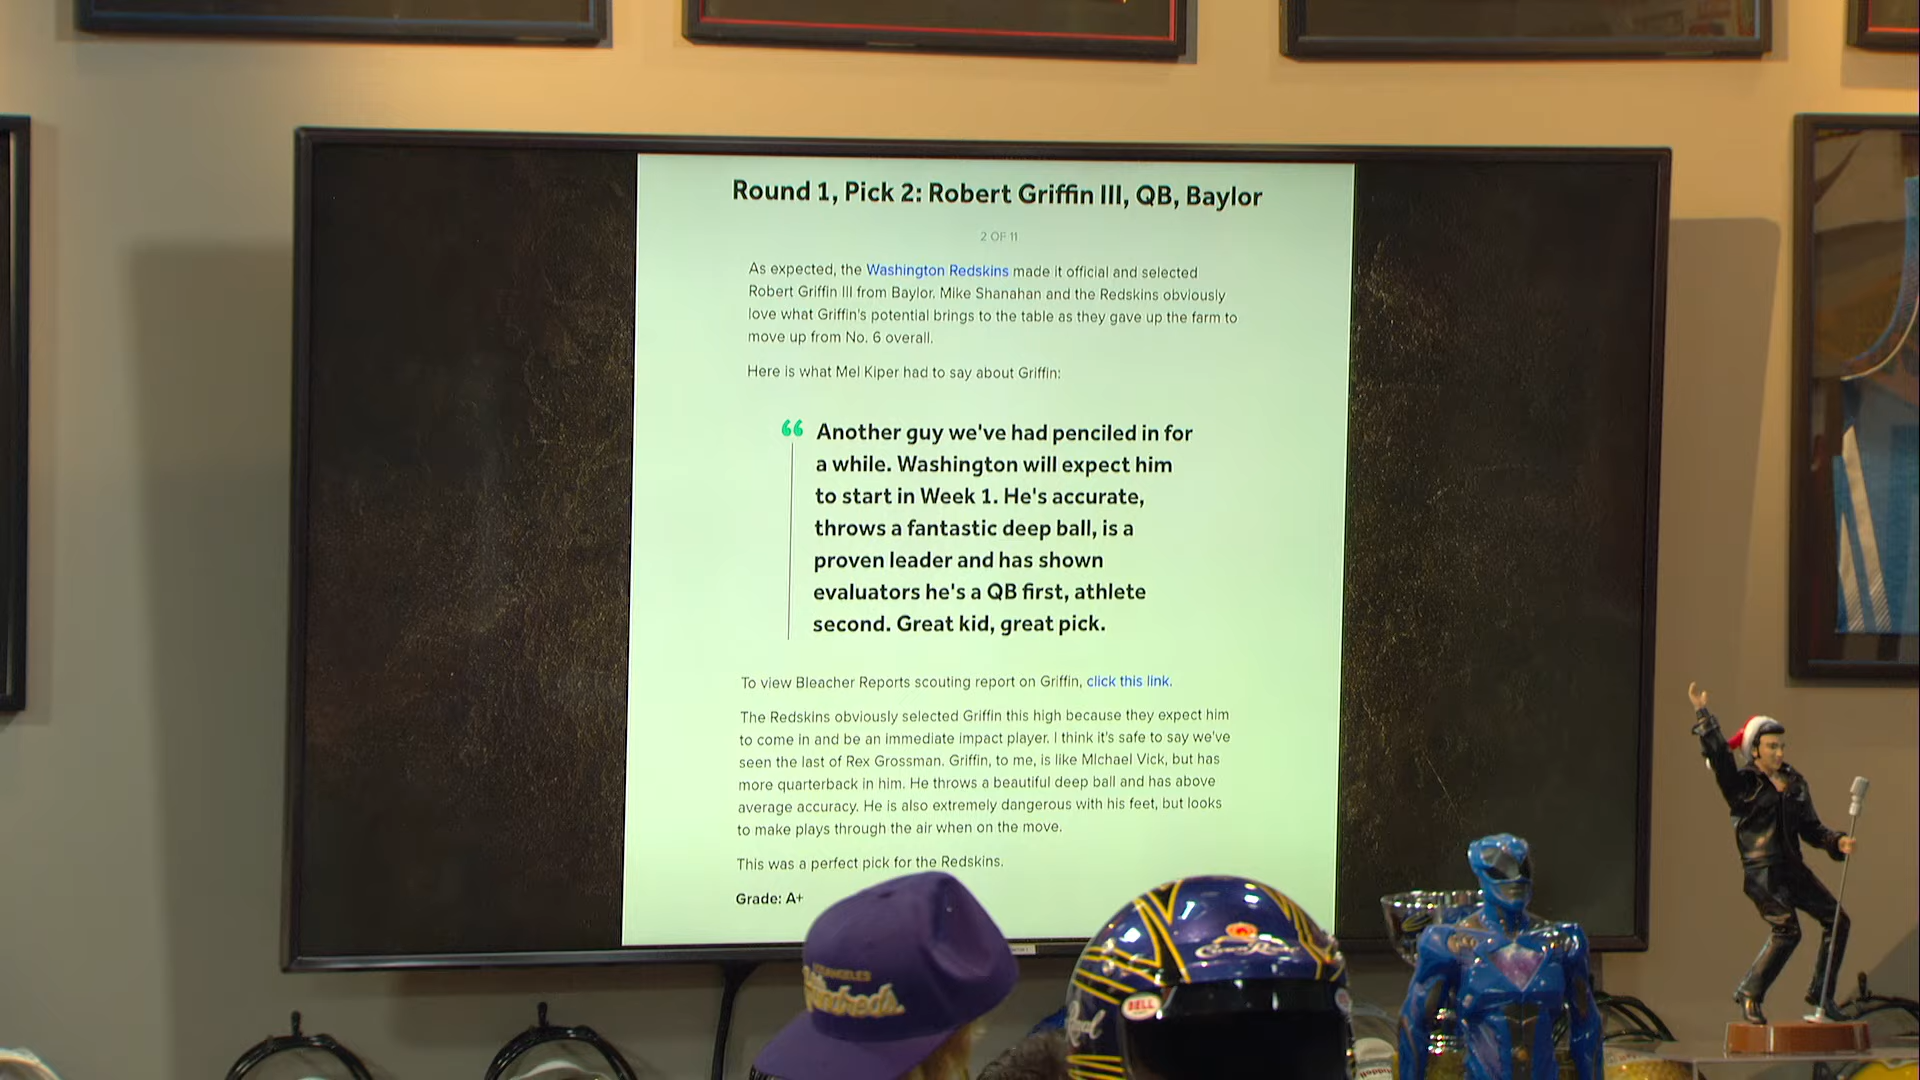 Round 1, Pick 2: Robert Griffin III, QB, Baylor
2 OF 11
As expected, the Washington Redskins made it official and selected
Robert Griffin III from Baylor. Mike Shanahan and the Redskins obviously
love what Griffin's potential brings to the table as they gave up the farm to
move up from No. 6 overall.
Here is what Mel Kiper had to say about Griffin:
“ Another guy we've had penciled in for
a while. Washington will expect him
to start in Week 1. He's accurate,
throws a fantastic deep ball, is a
proven leader and has shown
evaluators he's a QB first, athlete
second. Great kid, great pick.
To view Bleacher Reports scouting report on Griffin, click this link.
The Redskins obviously selected Griffin this high because they expect him
to come in and be an immediate impact player. I think it's safe to say we've
seen the last of Rex Grossman. Griffin, to me, is like MIchael Vick, but has
more quarterback in him. He throws a beautiful deep ball and has above
average accuracy. He is also extremely dangerous with his feet, but looks
to make plays through the air when on the move.
This was a perfect pick for the Redskins.
Grade: A+
BELL